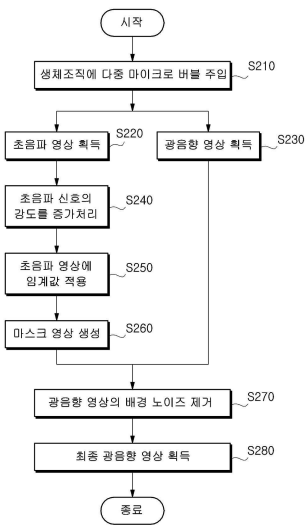 시작
생체조직에 다중 마이크로 버블 주입
S210
초음파 영상 획득
S220
광음향 영상 획득
S230
초음파 신호의
강도를 증가처리
S240
초음파 영상에
임계값 적용
S250
마스크 영상 생성
S260
광음향 영상의 배경 노이즈 제거
S270
최종 광음향 영상 획득
S280
종료